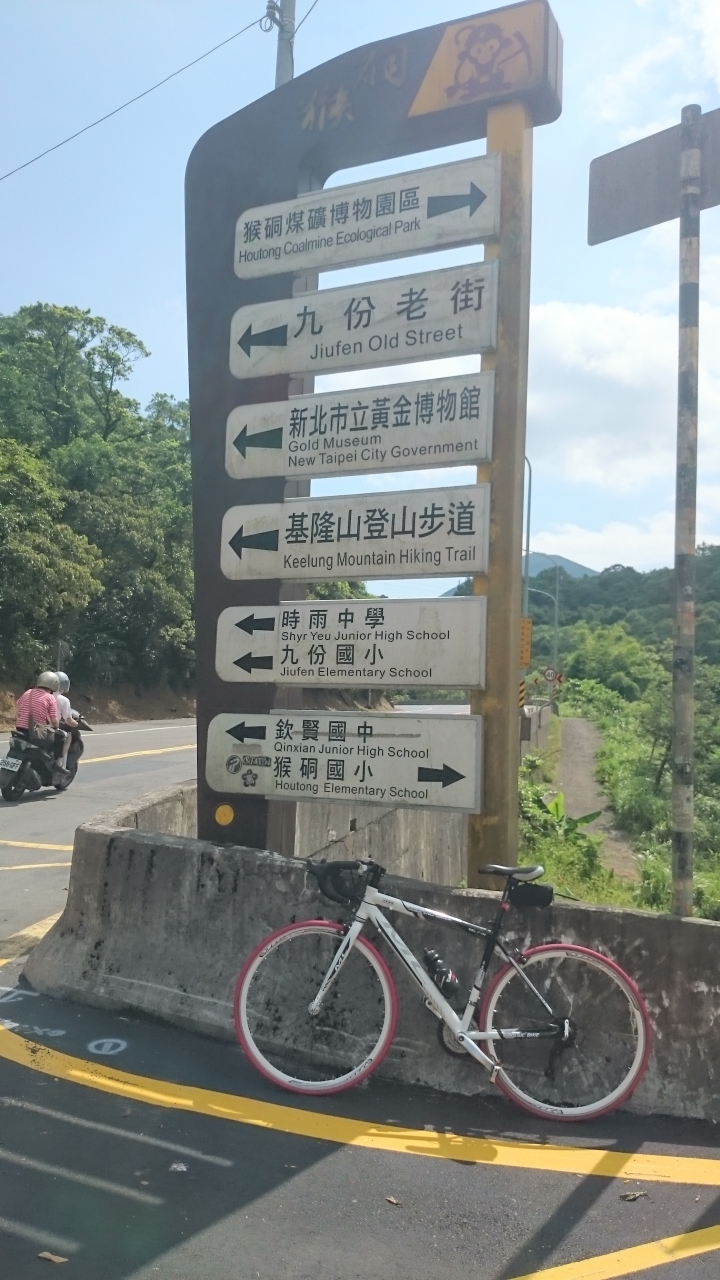 猴硐
猴硐煤礦博物園區
Houtong Coalmine Ecological Park
九份老街
Jiufen Old Street
新北市立黃金博物館
Gold Museum
New Taipei City Government
基隆山登山步道
Keelung Mountain Hiking Trail
時雨中學
Shyr Yeu Junior High School
九份國小
Jiufen Elementary School
欽賢國中
Qinxian Junior High School
猴硐國小
Houtong Elementary School
40